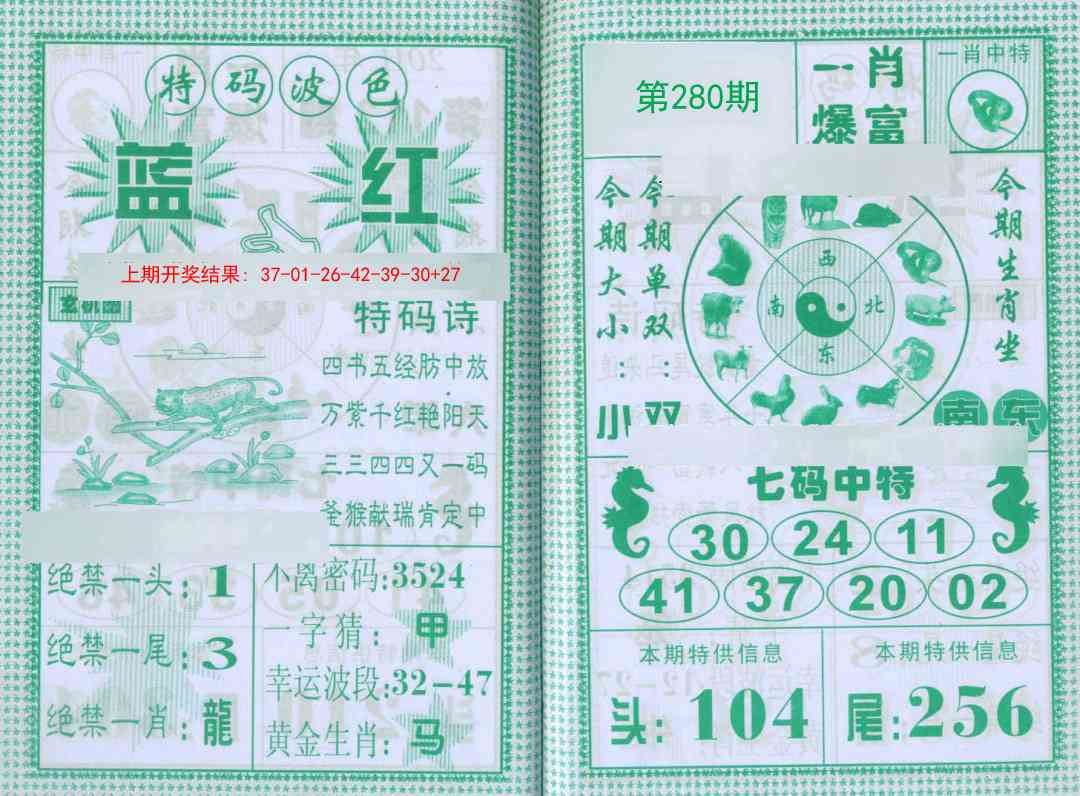 特码波色
蓝 红
上期开奖结果：37-01-26-42-39-30+27
玄机图
特码诗
四书五经肪中放
万紫千红艳阳天
三三四四又一码
圣猴献瑞肯定中
绝禁一头：1
绝禁一尾：3
绝禁一肖：龍
不离密码：3524
一字猜：甲
幸运波段：32-47
黄金生肖：马
第280期
一肖
爆富
一肖中特
今期大小：小
今期单双：双
西
南 北
东
今期生肖坐
南东
七码中特
30 24 11
41 37 20 02
本期特供信息
头：104
本期特供信息
尾：256